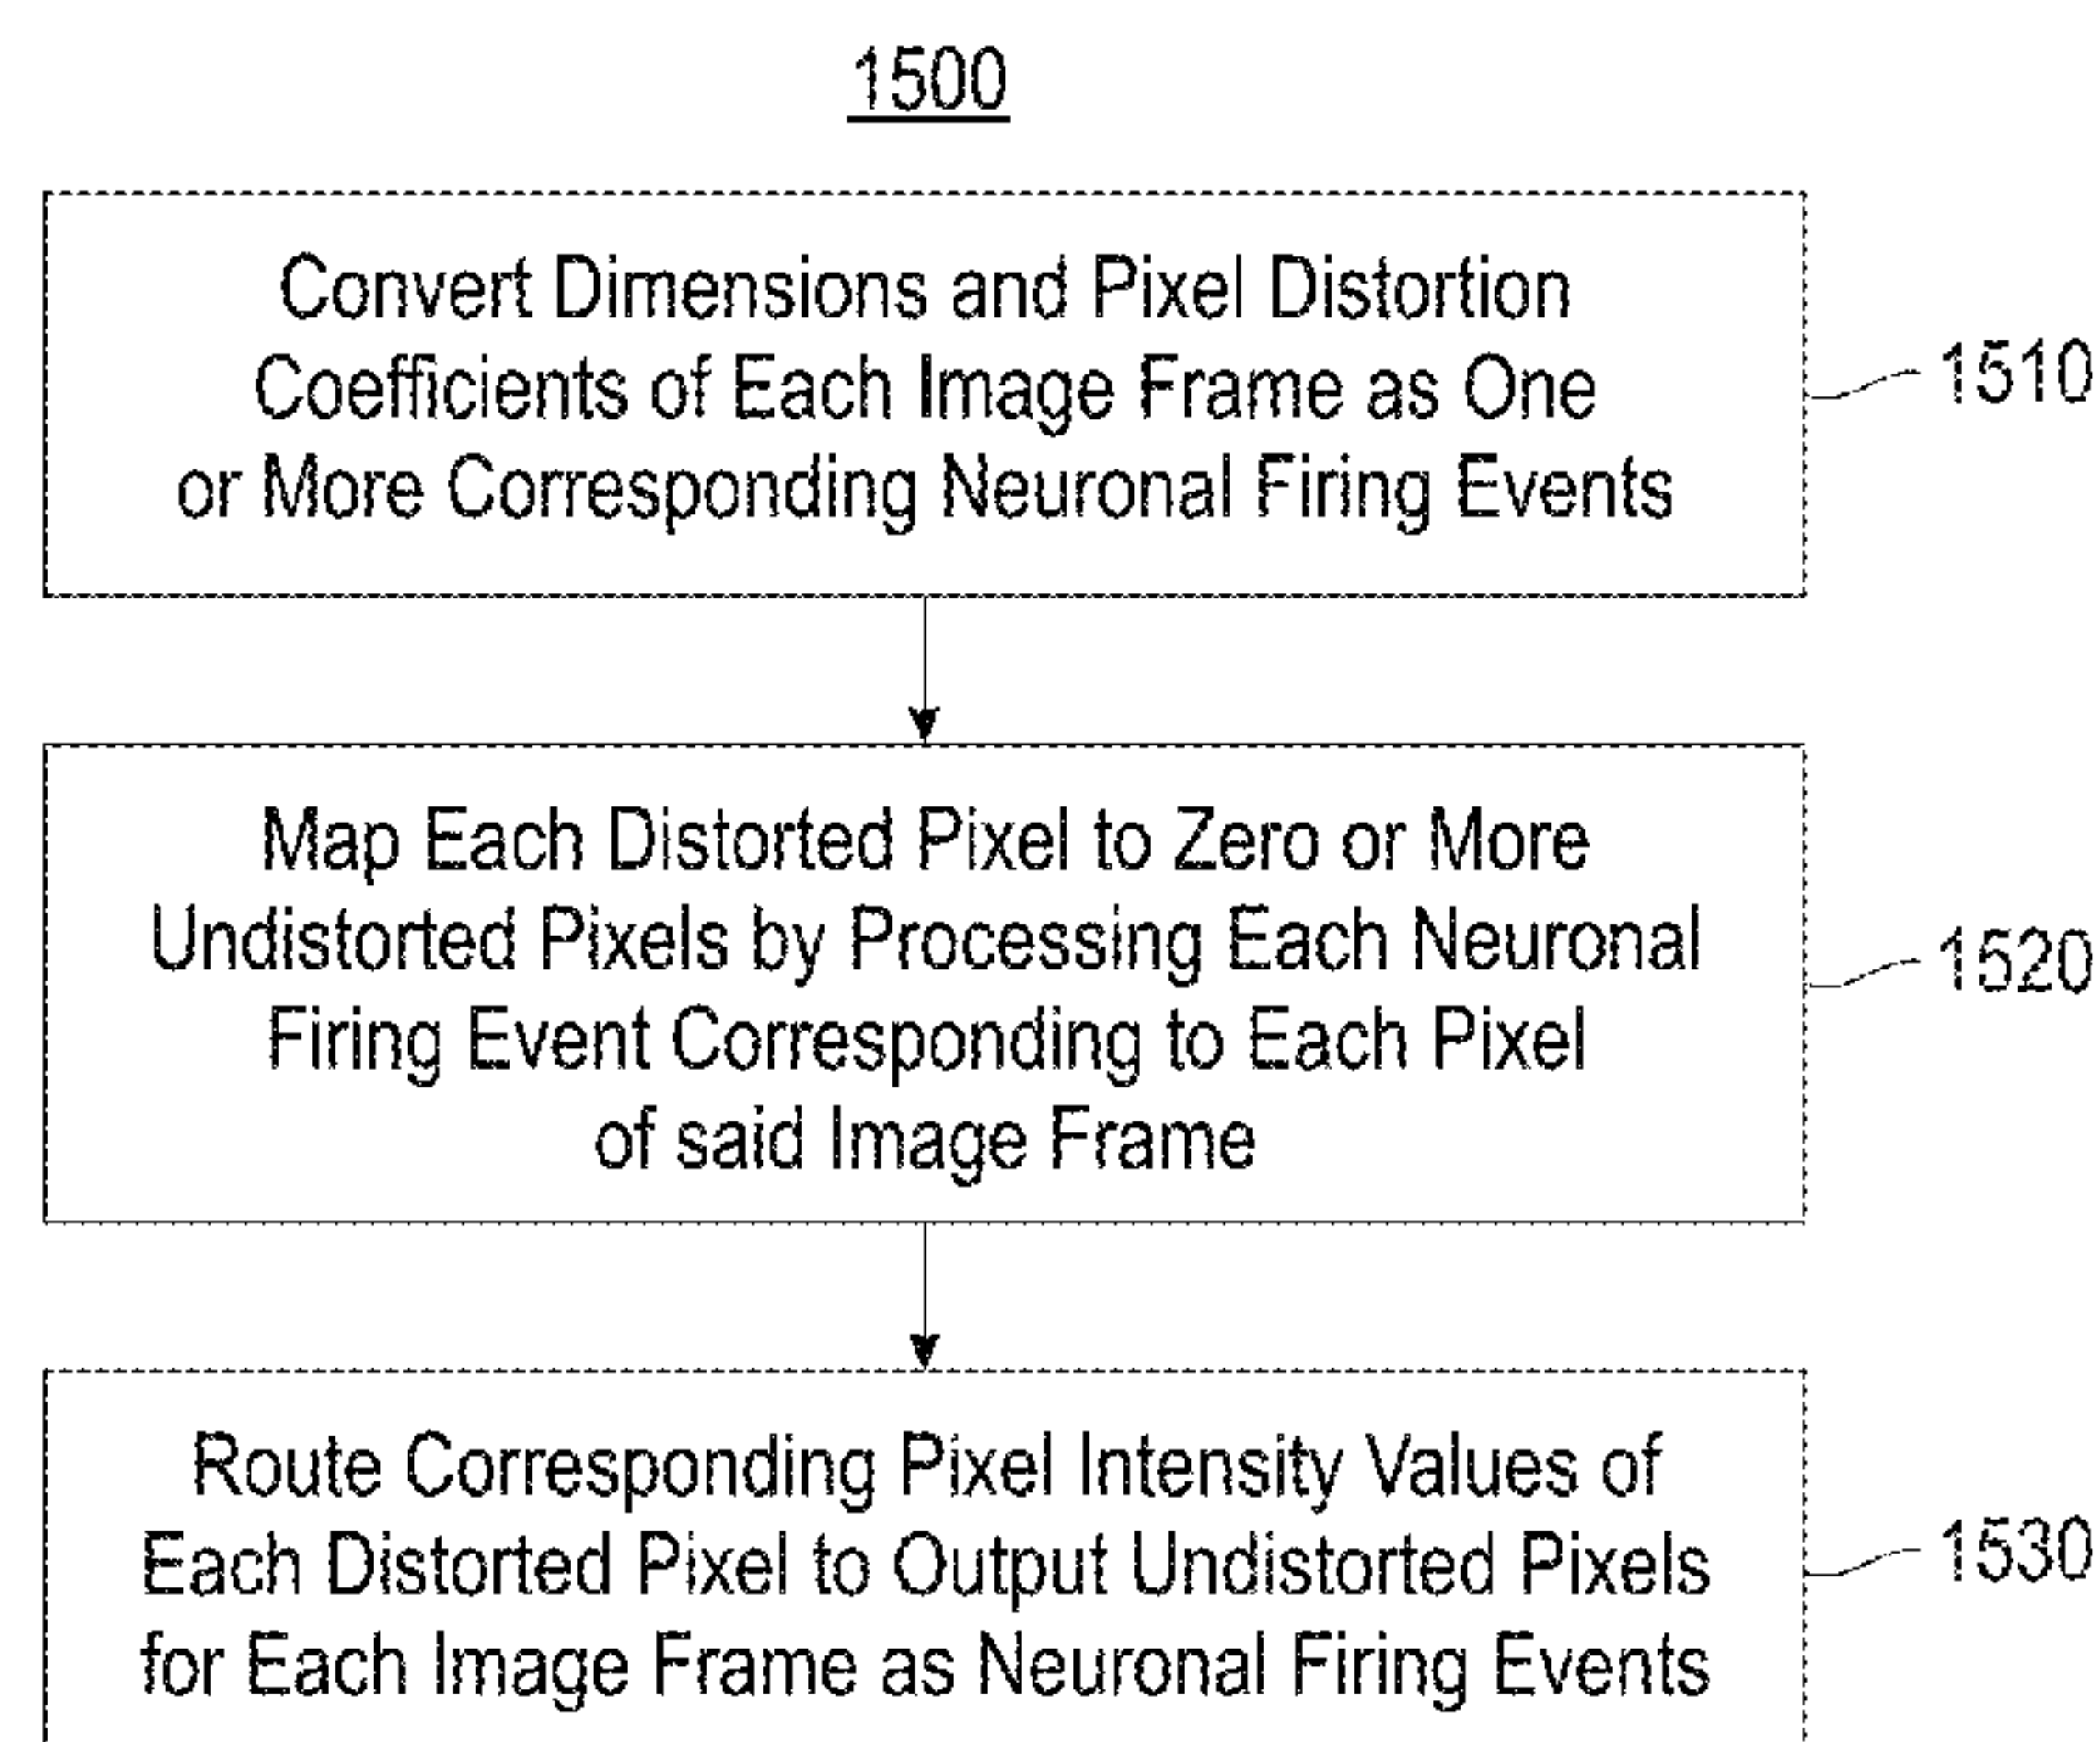 1500
Convert Dimensions and Pixel Distortion
Coefficients of Each Image Frame as One
or More Corresponding Neuronal Firing Events
1510
Map Each Distorted Pixel to Zero or More
Undistorted Pixels by Processing Each Neuronal
Firing Event Corresponding to Each Pixel
of said Image Frame
1520
Route Corresponding Pixel Intensity Values of
Each Distorted Pixel to Output Undistorted Pixels
for Each Image Frame as Neuronal Firing Events
1530